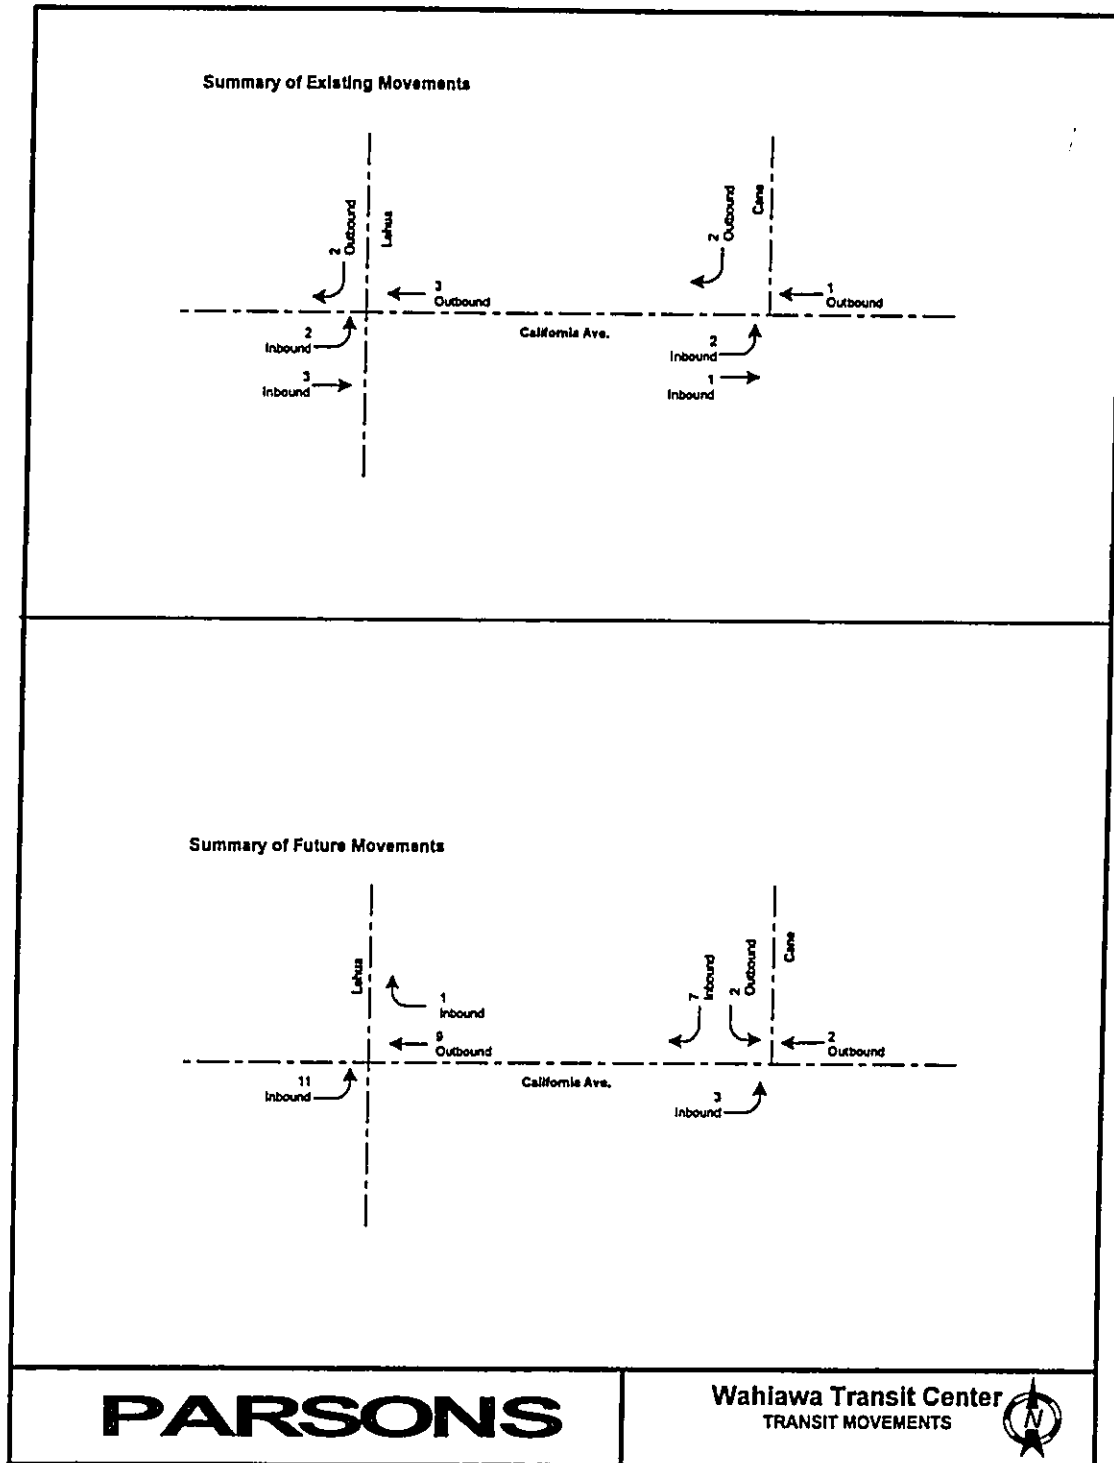 Summary of Existing Movements
2
Outbound
Lahua
3
Outbound
2
Inbound
3
Inbound
California Ave.
2
Outbound
Cane
1
Outbound
2
Inbound
1
Inbound
Summary of Future Movements
Lahua
1
Inbound
9
Outbound
11
Inbound
California Ave.
7
Inbound
2
Outbound
Cane
2
Outbound
3
Inbound
PARSONS
Wahiawa Transit Center
TRANSIT MOVEMENTS
N